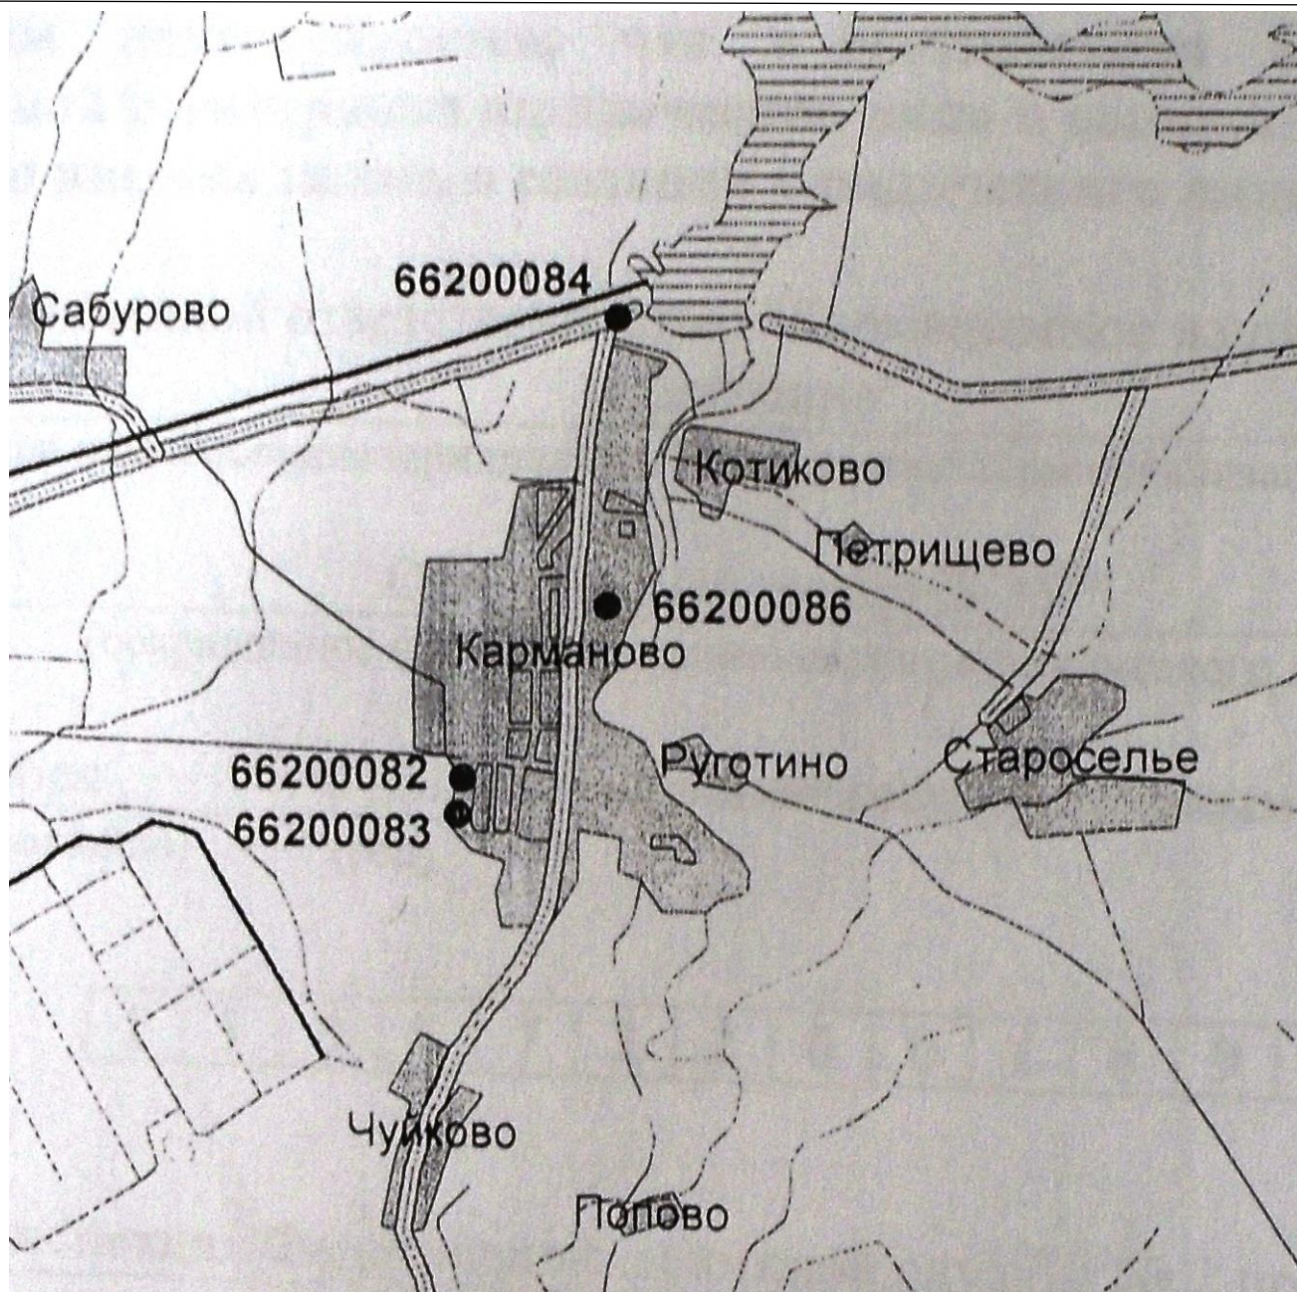 66200084
Сабурово
Котиково
Петрищево
66200086
Карманово
Руготино
Староселье
66200082
66200083
Чуйково
Попово